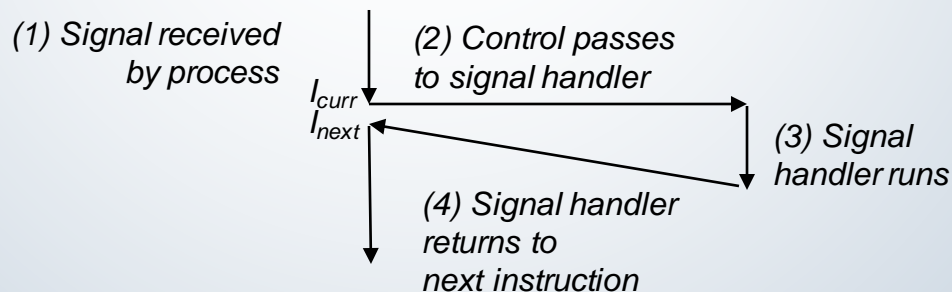 (1) Signal received
by process
(2) Control passes
to signal handler
Icurr
Inext
(3) Signal
handler runs
(4) Signal handler
returns to
next instruction